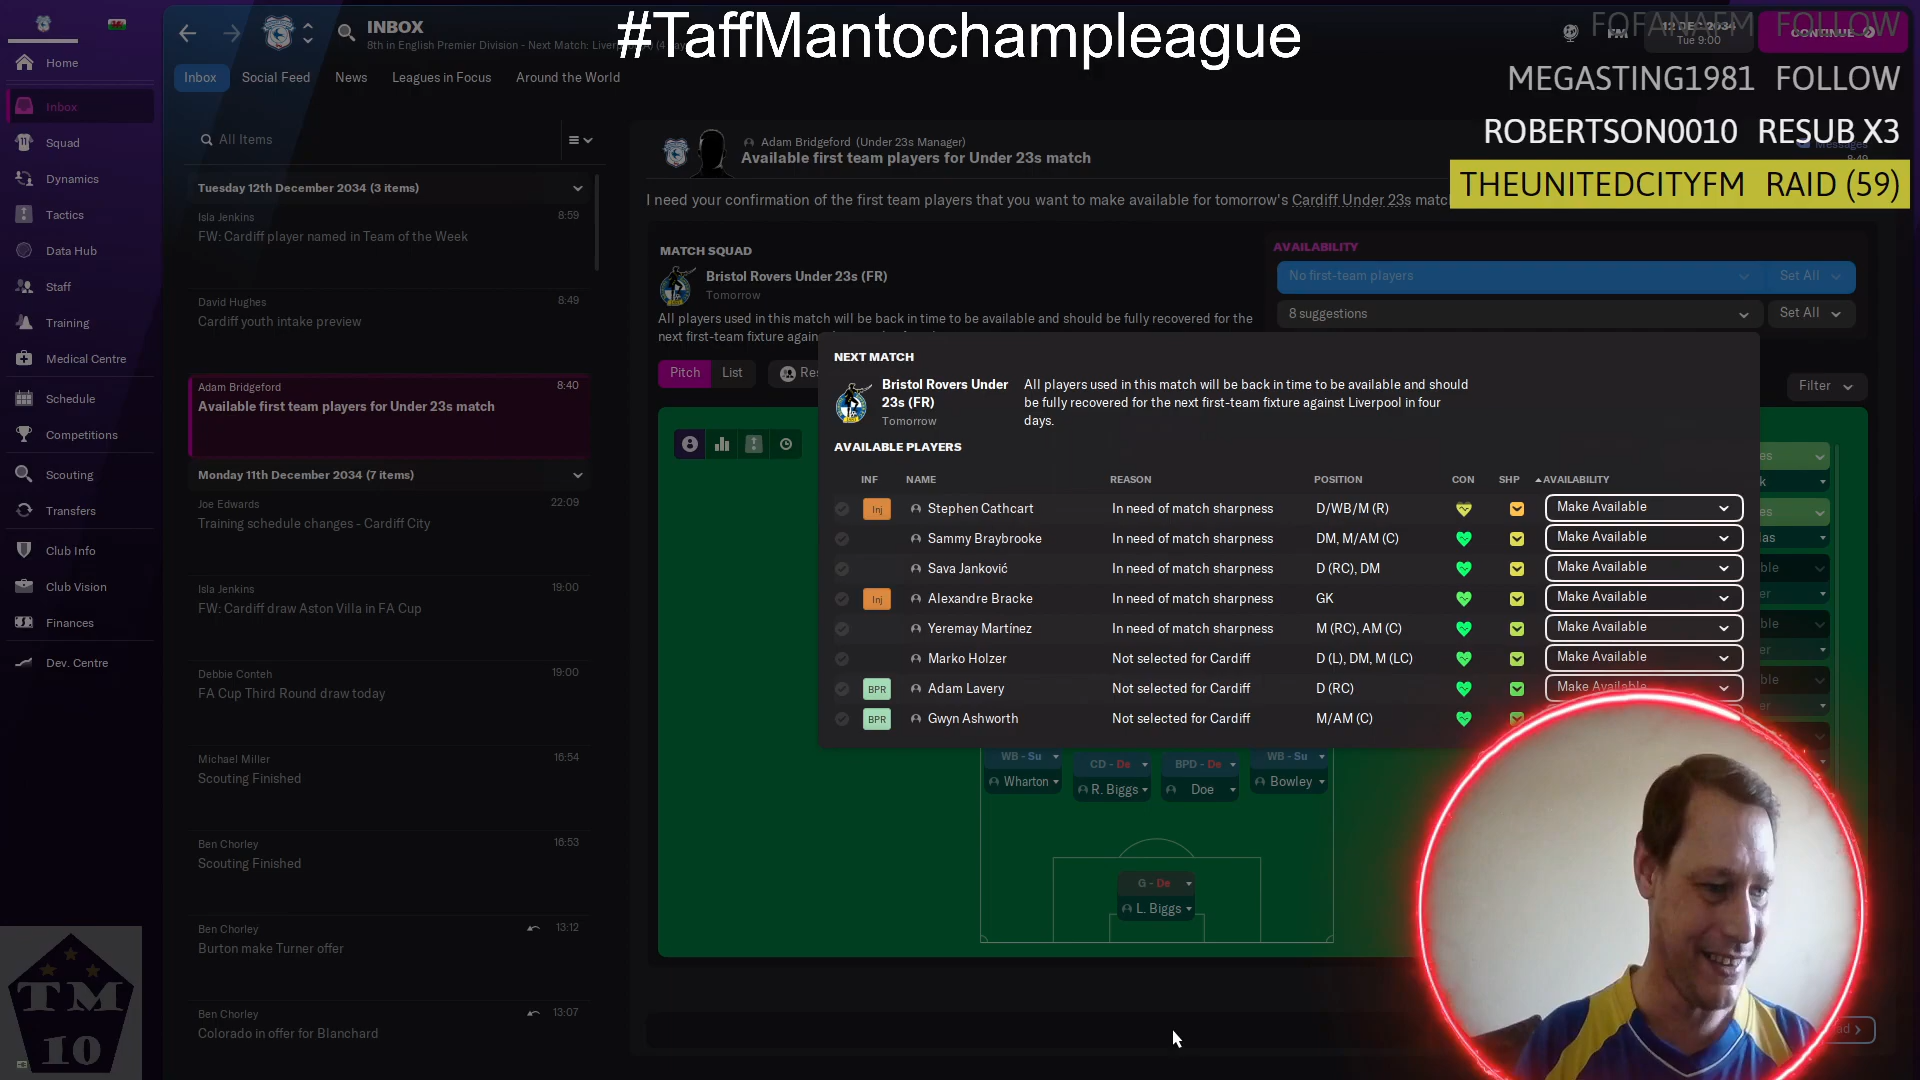 #TaffMantochampleague
FOFANAFM FOLLOW
MEGASTING1981 FOLLOW
ROBERTSON0010 RESUB X3
THEUNITEDCITYFM RAID (59)
INBOX
8th in English Premier Division - Next Match:
12 DEC 2034
Tue 9:00
CONTINUE
FM
Inbox
Social Feed
News
Leagues in Focus
Around the World
Home
Inbox
Squad
Dynamics
Tactics
Data Hub
Staff
Training
Medical Centre
Schedule
Competitions
Scouting
Transfers
Club Info
Club Vision
Finances
Dev. Centre
TM
10
All Items
Tuesday 12th December 2034 (3 items)
Isla Jenkins 8:59
FW: Cardiff player named in Team of the Week
David Hughes 8:49
Cardiff youth intake preview
Adam Bridgeford 8:40
Available first team players for Under 23s match
Monday 11th December 2034 (7 items)
Joe Edwards 22:09
Training schedule changes - Cardiff City
Isla Jenkins 19:00
FW: Cardiff draw Aston Villa in FA Cup
Debbie Conteh 19:00
FA Cup Third Round draw today
Michael Miller 16:54
Scouting Finished
Ben Chorley 16:53
Scouting Finished
Ben Chorley 13:12
Burton make Turner offer
Ben Chorley 13:07
Colorado in offer for Blanchard
Adam Bridgeford (Under 23s Manager)
Available first team players for Under 23s match
I need your confirmation of the first team players that you want to make available for tomorrow's Cardiff Under 23s
MATCH SQUAD
Bristol Rovers Under 23s (FR)
Tomorrow
All players used in this match will be back in time to be available and should be fully recovered for the
next first-team fixture
AVAILABILITY
No first-team players Set All
8 suggestions Set All
Pitch
List
Filter
NEXT MATCH
Bristol Rovers Under
23s (FR)
Tomorrow
All players used in this match will be back in time to be available and should
be fully recovered for the next first-team fixture against Liverpool in four
days.
AVAILABLE PLAYERS
INF NAME REASON POSITION CON SHP AVAILABILITY
Inj Stephen Cathcart In need of match sharpness D/WB/M (R) Make Available
Sammy Braybrooke In need of match sharpness DM, M/AM (C) Make Available
Sava Janković In need of match sharpness D (RC), DM Make Available
Inj Alexandre Bracke In need of match sharpness GK Make Available
Yeremay Martínez In need of match sharpness M (RC), AM (C) Make Available
Marko Holzer Not selected for Cardiff D (L), DM, M (LC) Make Available
BPR Adam Lavery Not selected for Cardiff D (RC) Make Available
BPR Gwyn Ashworth Not selected for Cardiff M/AM (C)
WB - Su CD - De BPD - De WB - Su
Wharton R. Biggs Doe Bowley
G - De
L. Biggs